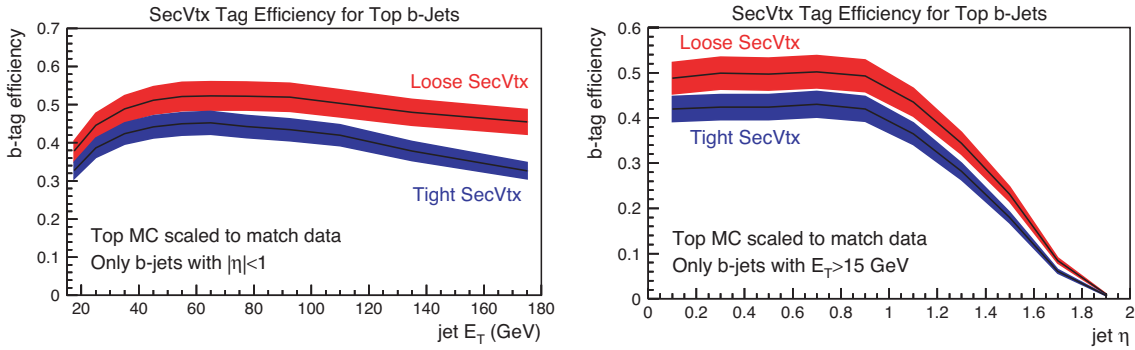 SecVtx Tag Efficiency for Top b-Jets
b-tag efficiency
0.7
0.6
0.5
0.4
0.3
0.2
0.1
0
Loose SecVtx
Tight SecVtx
Top MC scaled to match data
Only b-jets with |η|<1
20 40 60 80 100 120 140 160 180
jet E_T (GeV)
SecVtx Tag Efficiency for Top b-Jets
b-tag efficiency
0.6
0.5
0.4
0.3
0.2
0.1
0
Loose SecVtx
Tight SecVtx
Top MC scaled to match data
Only b-jets with E_T>15 GeV
0 0.2 0.4 0.6 0.8 1.0 1.2 1.4 1.6 1.8 2
jet η